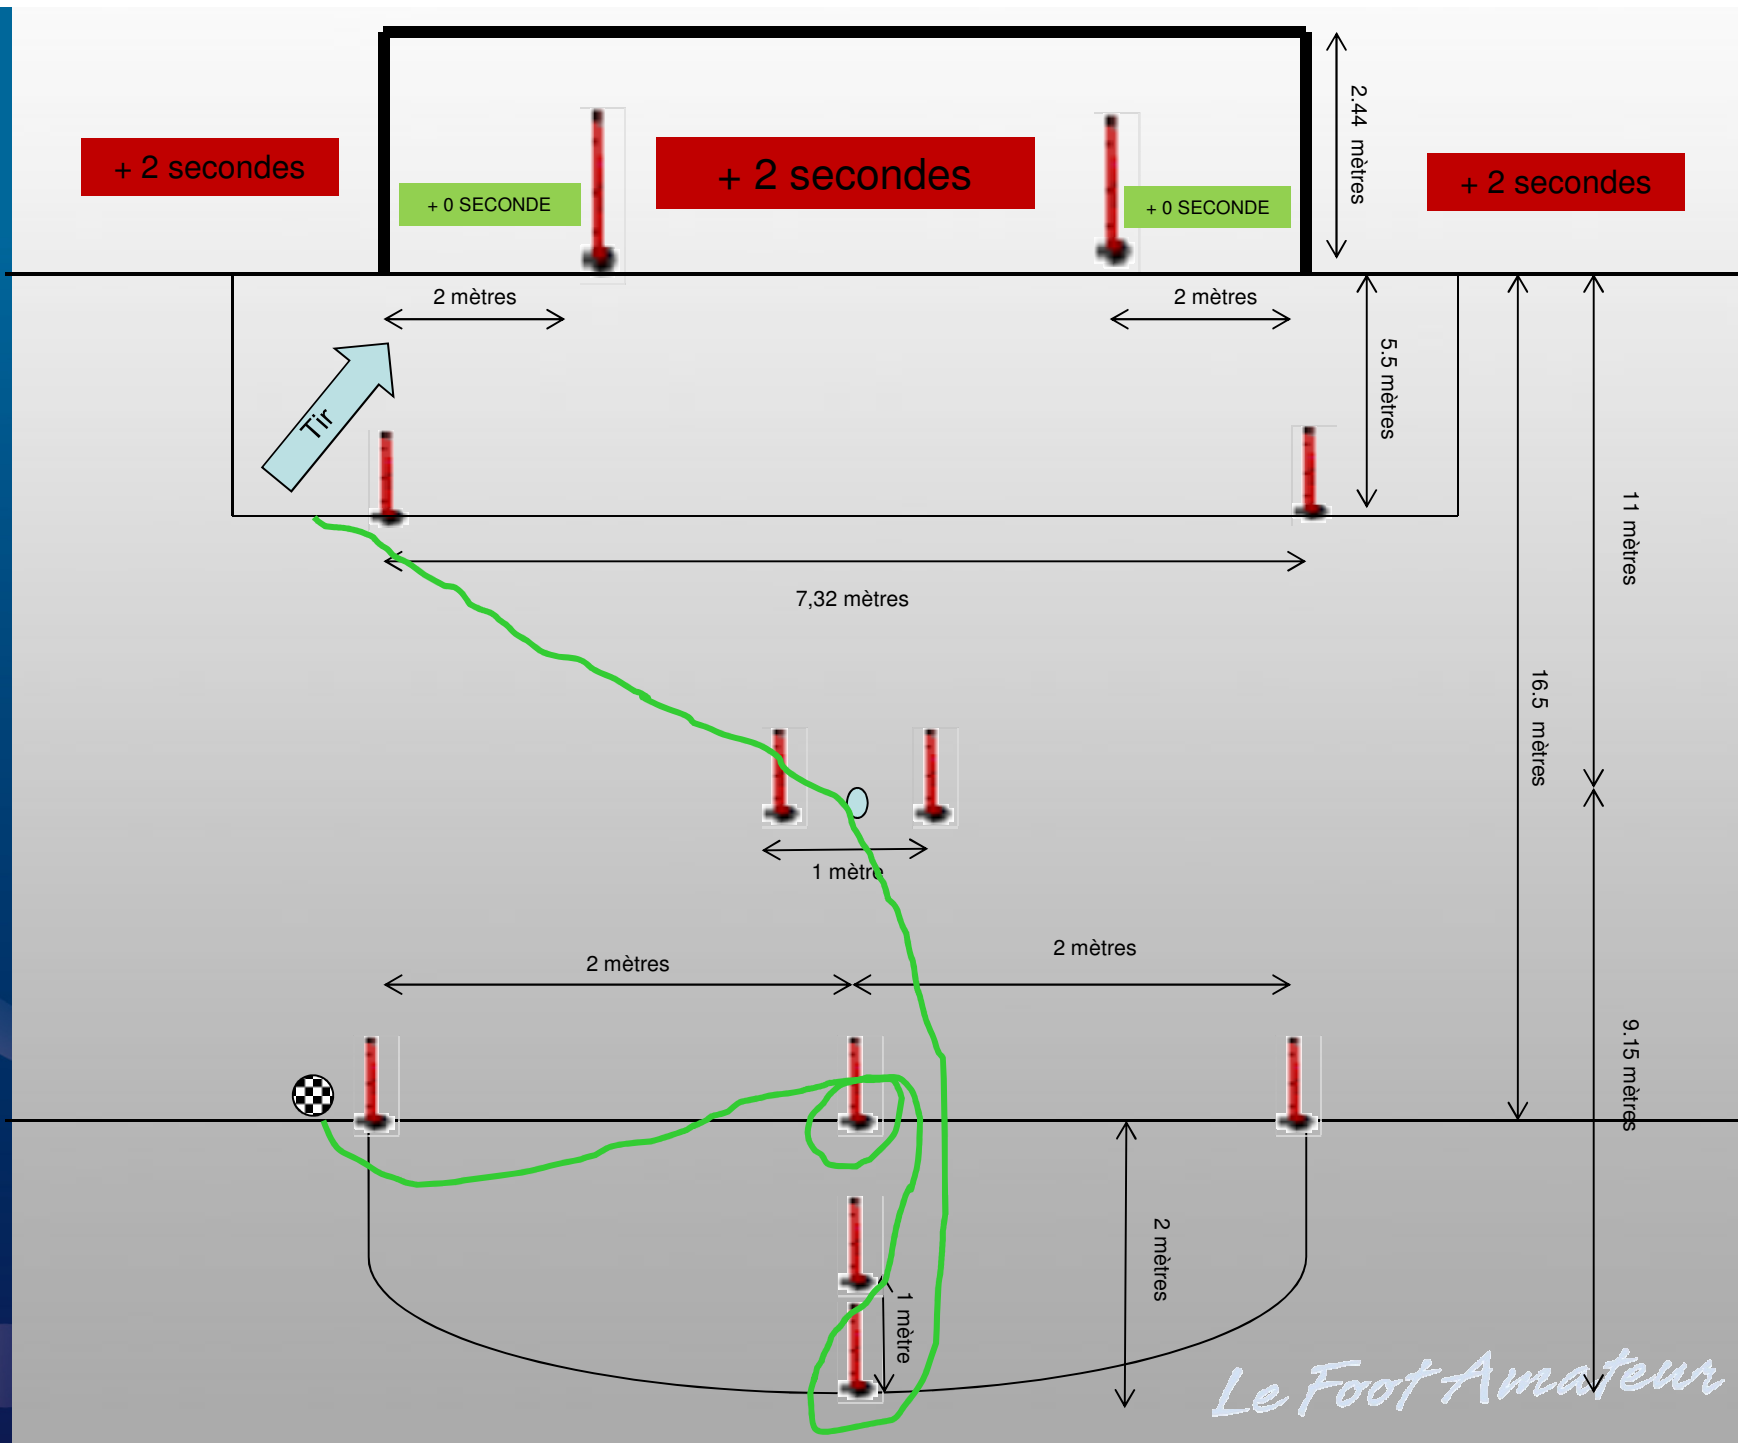 2.44 mètres
+ 2 secondes
+ 2 secondes
+ 2 secondes
+ 0 SECONDE
+ 0 SECONDE
2 mètres
2 mètres
5.5 mètres
Tir
11 mètres
7,32 mètres
16.5 mètres
1 mètre
2 mètres
2 mètres
9.15 mètres
2 mètres
1 mètre
Le Foot Amateur